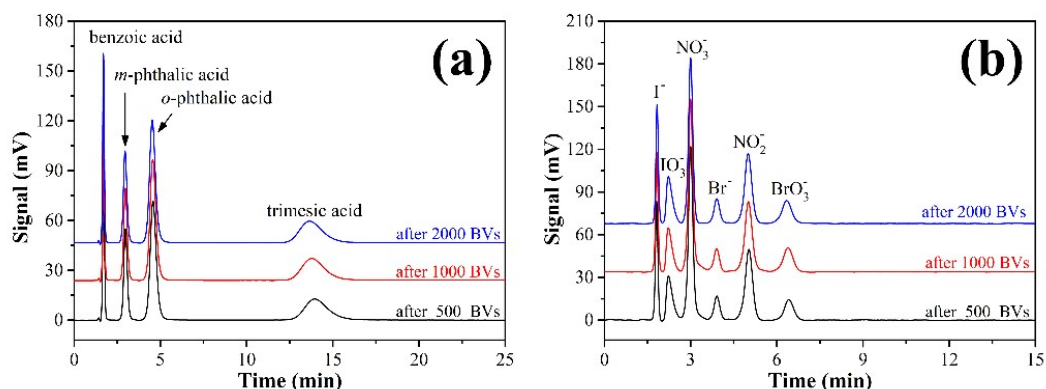 180
150
120
90
60
30
0
Signal (mV)
benzoic acid
m-phthalic acid
o-phthalic acid
trimesic acid
(a)
after 2000 BVs
after 1000 BVs
after 500 BVs
0 5 10 15 20 25
Time (min)
210
180
150
120
90
60
30
0
Signal (mV)
NO₃⁻
I⁻
IO₃⁻
Br⁻
NO₂⁻
BrO₃⁻
(b)
after 2000 BVs
after 1000 BVs
after 500 BVs
0 3 6 9 12 15
Time (min)